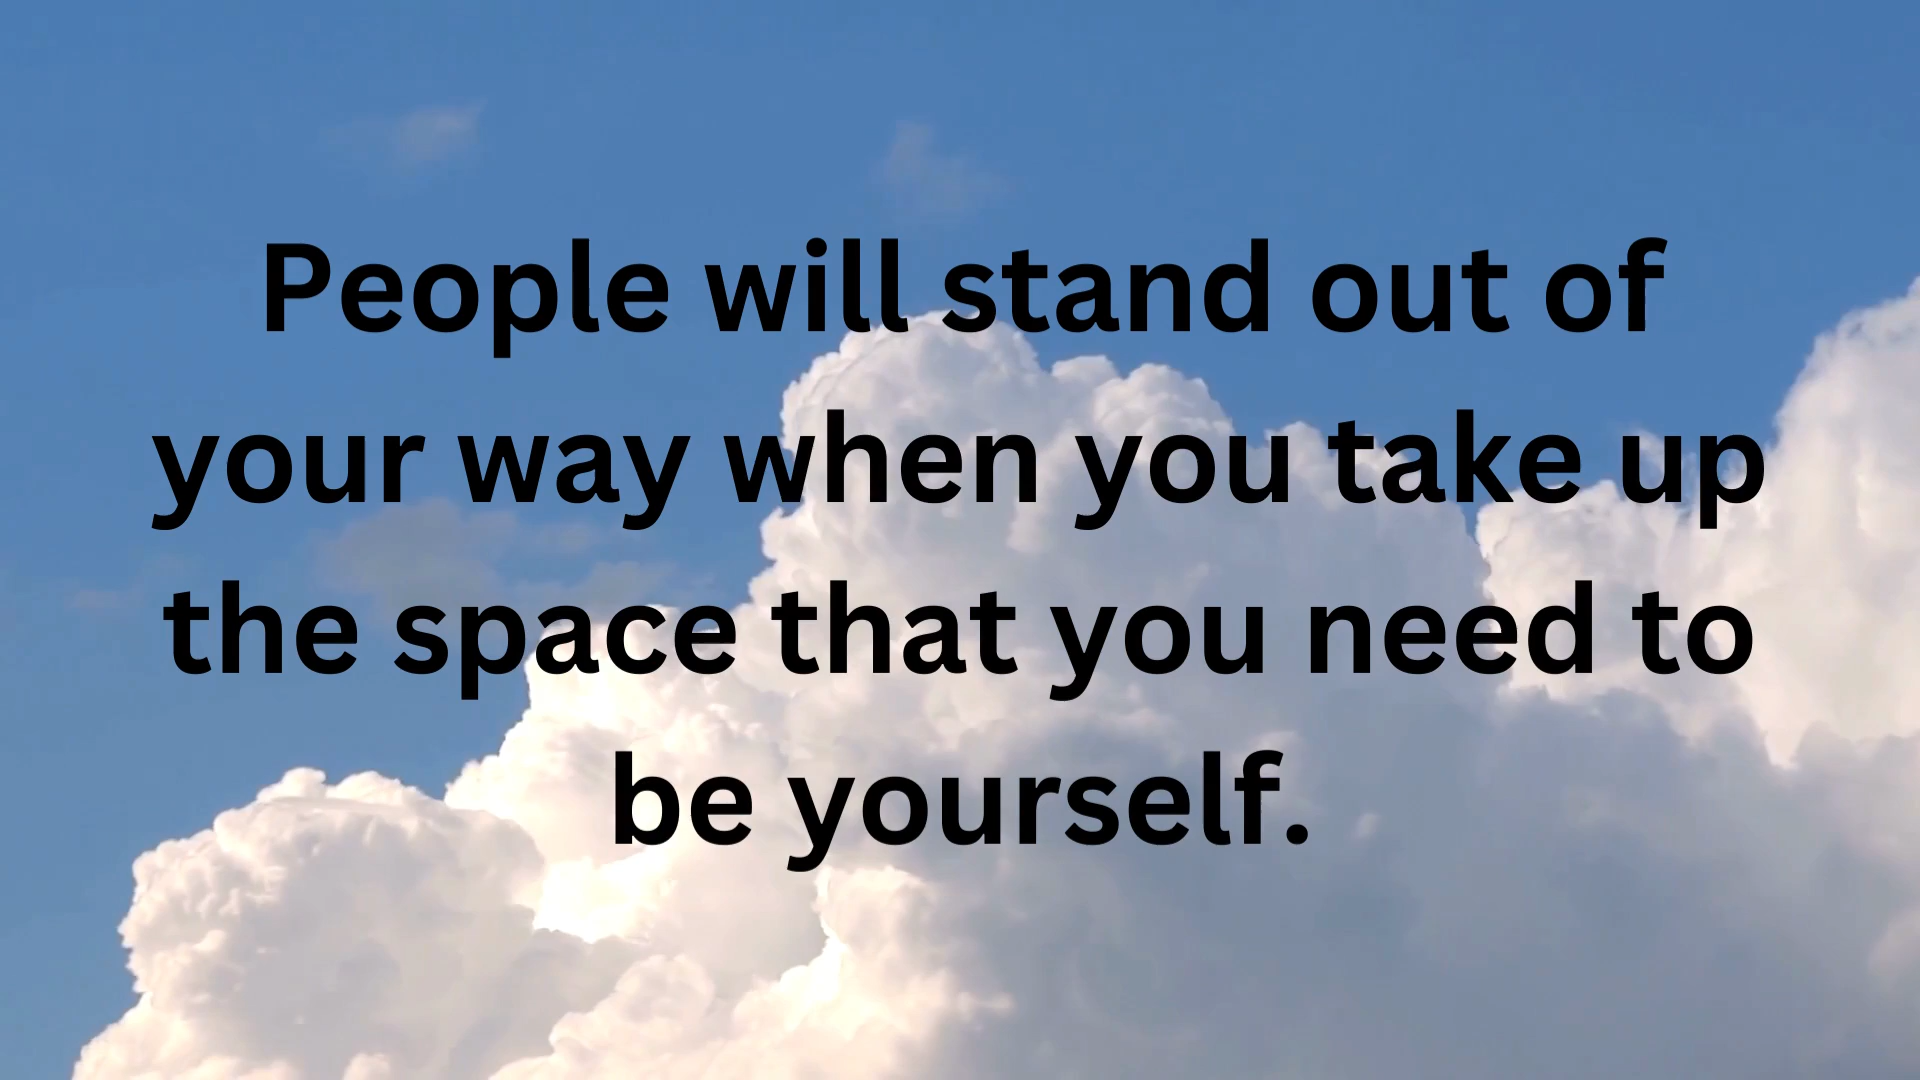 People will stand out of
your way when you take up
the space that you need to
be yourself.